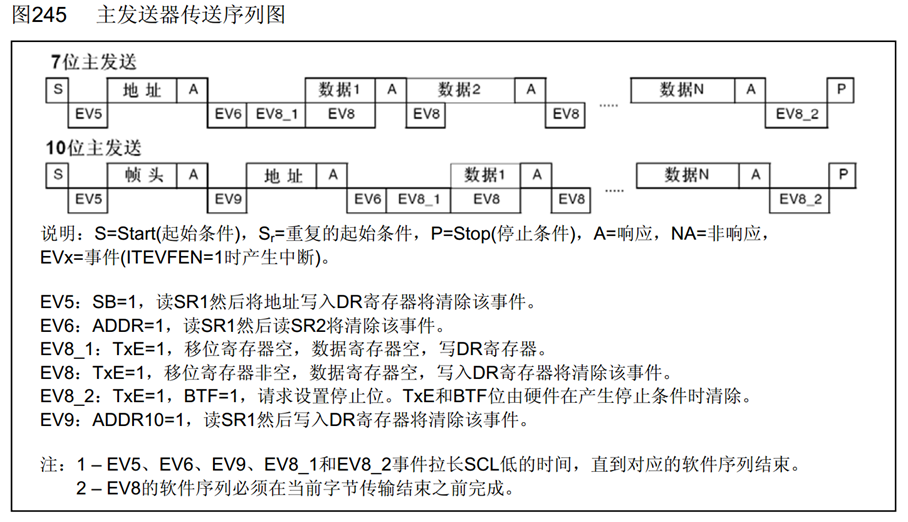 图245 主发送器传送序列图
7位主发送
S 地址 A 数据1 A 数据2 A ..... 数据N A P
EV5 EV6 EV8_1 EV8 EV8 EV8 EV8_2
10位主发送
S 帧头 A 地址 A 数据1 A ..... 数据N A P
EV5 EV9 EV6 EV8_1 EV8 EV8 EV8_2
说明：S=Start(起始条件)，Sr=重复的起始条件，P=Stop(停止条件)，A=响应，NA=非响应，
EVx=事件(ITEVFEN=1时产生中断)。
EV5：SB=1，读SR1然后将地址写入DR寄存器将清除该事件。
EV6：ADDR=1，读SR1然后读SR2将清除该事件。
EV8_1：TxE=1，移位寄存器空，数据寄存器空，写DR寄存器。
EV8：TxE=1，移位寄存器非空，数据寄存器空，写入DR寄存器将清除该事件。
EV8_2：TxE=1，BTF=1，请求设置停止位。TxE和BTF位由硬件在产生停止条件时清除。
EV9：ADDR10=1，读SR1然后写入DR寄存器将清除该事件。
注：1 – EV5、EV6、EV9、EV8_1和EV8_2事件拉长SCL低的时间，直到对应的软件序列结束。
2 – EV8的软件序列必须在当前字节传输结束之前完成。